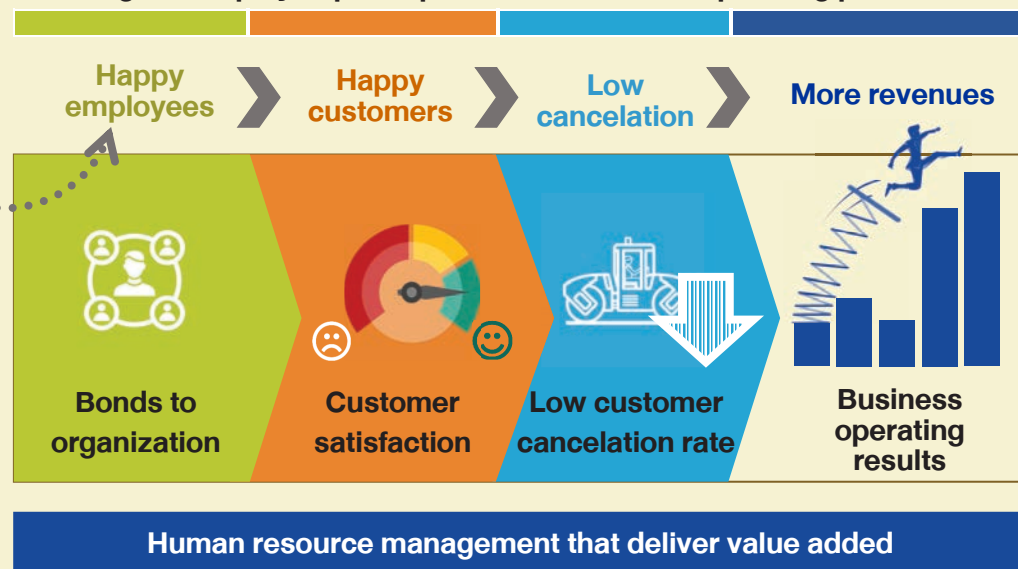 Happy
employees
Happy
customers
Low
cancelation
More revenues
Bonds to
organization
Customer
satisfaction
Low customer
cancelation rate
Business
operating
results
Human resource management that deliver value added